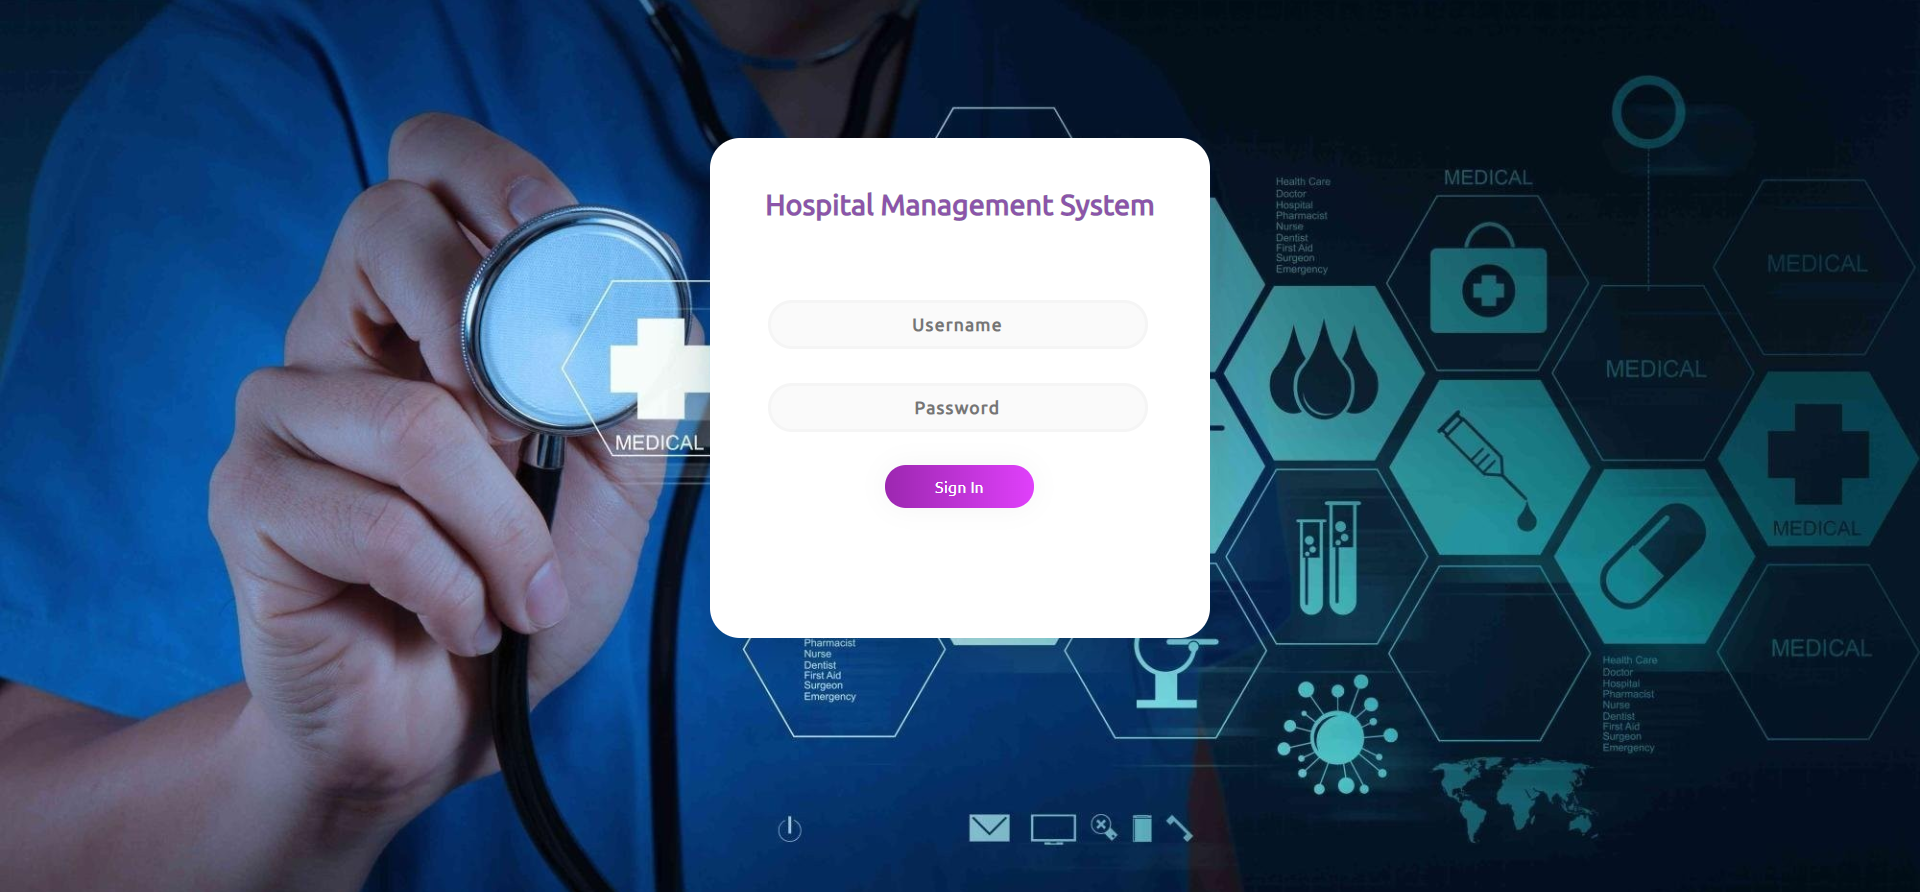 Hospital Management System
Username
Password
Sign In
MEDICAL
Health Care
Doctor
Hospital
Pharmacist
Nurse
Dentist
First Aid
Surgeon
Emergency
MEDICAL
MEDICAL
MEDICAL
MEDICAL
MEDICAL
Pharmacist
Nurse
Dentist
First Aid
Surgeon
Emergency
Health Care
Doctor
Hospital
Pharmacist
Nurse
Dentist
First Aid
Surgeon
Emergency